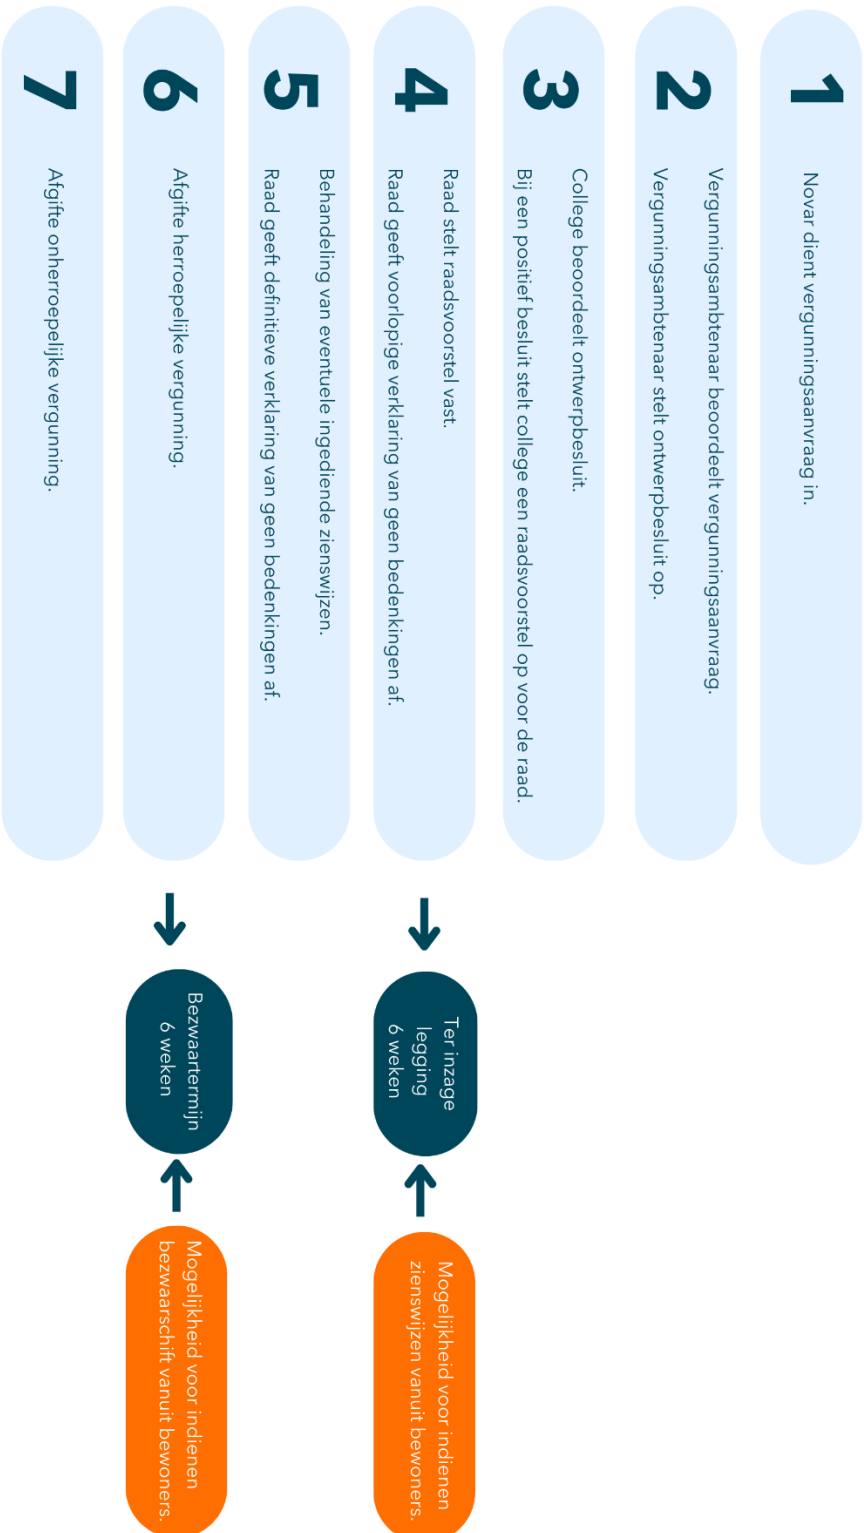 1
Novar dient vergunningsaanvraag in.
2
Vergunningsambtenaar beoordeelt vergunningsaanvraag.
Vergunningsambtenaar stelt ontwerpbesluit op.
3
College beoordeelt ontwerpbesluit.
Bij een positief besluit stelt college een raadsvoorstel op voor de raad.
4
Raad stelt raadsvoorstel vast.
Raad geeft voorlopige verklaring van geen bedenkingen af.
Ter inzage
legging
6 weken
Mogelijkheid voor indienen
zienswijzen vanuit bewoners.
5
Behandeling van eventuele ingediende zienswijzen.
Raad geeft definitieve verklaring van geen bedenkingen af.
6
Afgifte herroepelijke vergunning.
Bezwaartermijn
6 weken
Mogelijkheid voor indienen
bezwaarschift vanuit bewoners.
7
Afgifte onherroepelijke vergunning.